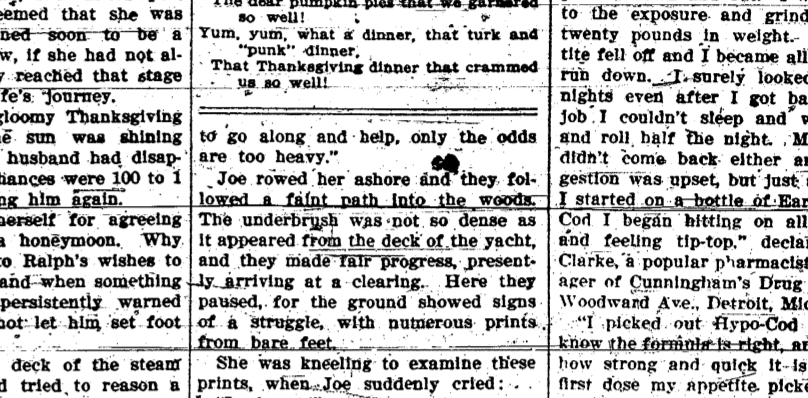 eemed that she was
ned soon to be a
w, if she had not al-
y reached that stage
fe's journey.
gloomy Thanksgiving
e sun was shining
husband had disap-
hances were 100 to 1
ng him again.
herself for agreeing
a honeymoon. Why
to Ralph's wishes to
and when something
persistently warned
not let him set foot
deck of the steam
d tried to reason a
The dear pumpkin pies that we garnered
so well!
Yum, yum, what a dinner, that turk and
"punk" dinner,
That Thanksgiving dinner that crammed
us so well!
to go along and help, only the odds
are too heavy."
Joe rowed her ashore and they fol-
lowed a faint path into the woods.
The underbrush was not so dense as
it appeared from the deck of the yacht,
and they made fair progress, present-
ly arriving at a clearing. Here they
paused, for the ground showed signs
of a struggle, with numerous prints
from bare feet.
She was kneeling to examine these
prints, when Joe suddenly cried:
to the exposure and grind
twenty pounds in weight.
tite fell off and I became all
run down. I surely looked
nights even after I got ba
job I couldn't sleep and w
and roll half the night. M
didn't come back either an
gestion was upset, but just
I started on a bottle of Ear
Cod I began hitting on all
and feeling tip-top," decla
Clarke, a popular pharmacist
ager of Cunningham's Drug
Woodward Ave., Detroit, Mic
"I picked out Hypo-Cod
know the formula is right, an
how strong and quick it is
first dose my appetite picke